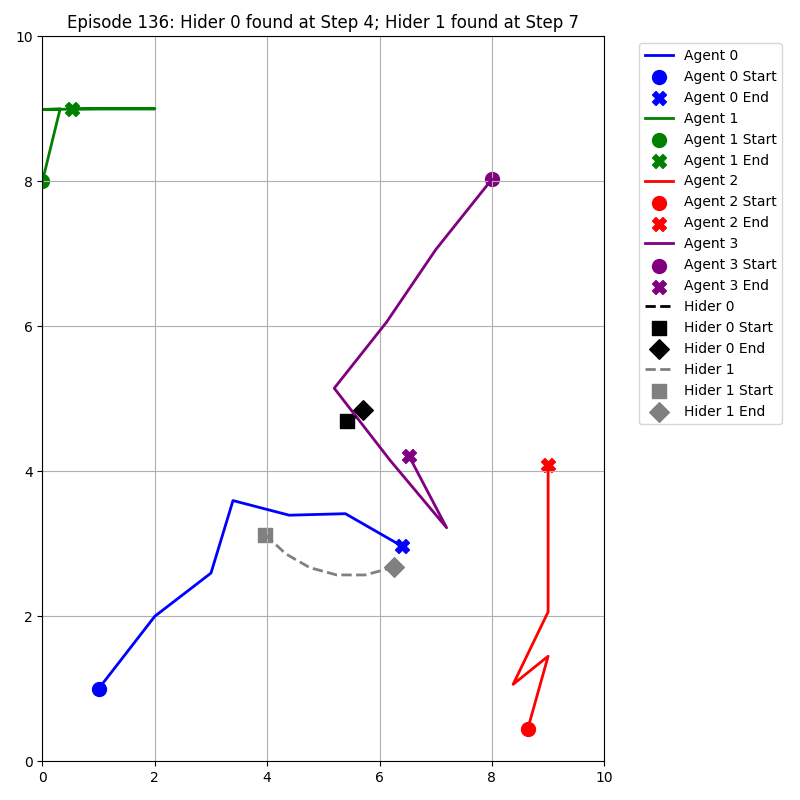 Episode 136: Hider 0 found at Step 4; Hider 1 found at Step 7
10
8
6
4
2
0
0 2 4 6 8 10
Agent 0
Agent 0 Start
Agent 0 End
Agent 1
Agent 1 Start
Agent 1 End
Agent 2
Agent 2 Start
Agent 2 End
Agent 3
Agent 3 Start
Agent 3 End
Hider 0
Hider 0 Start
Hider 0 End
Hider 1
Hider 1 Start
Hider 1 End